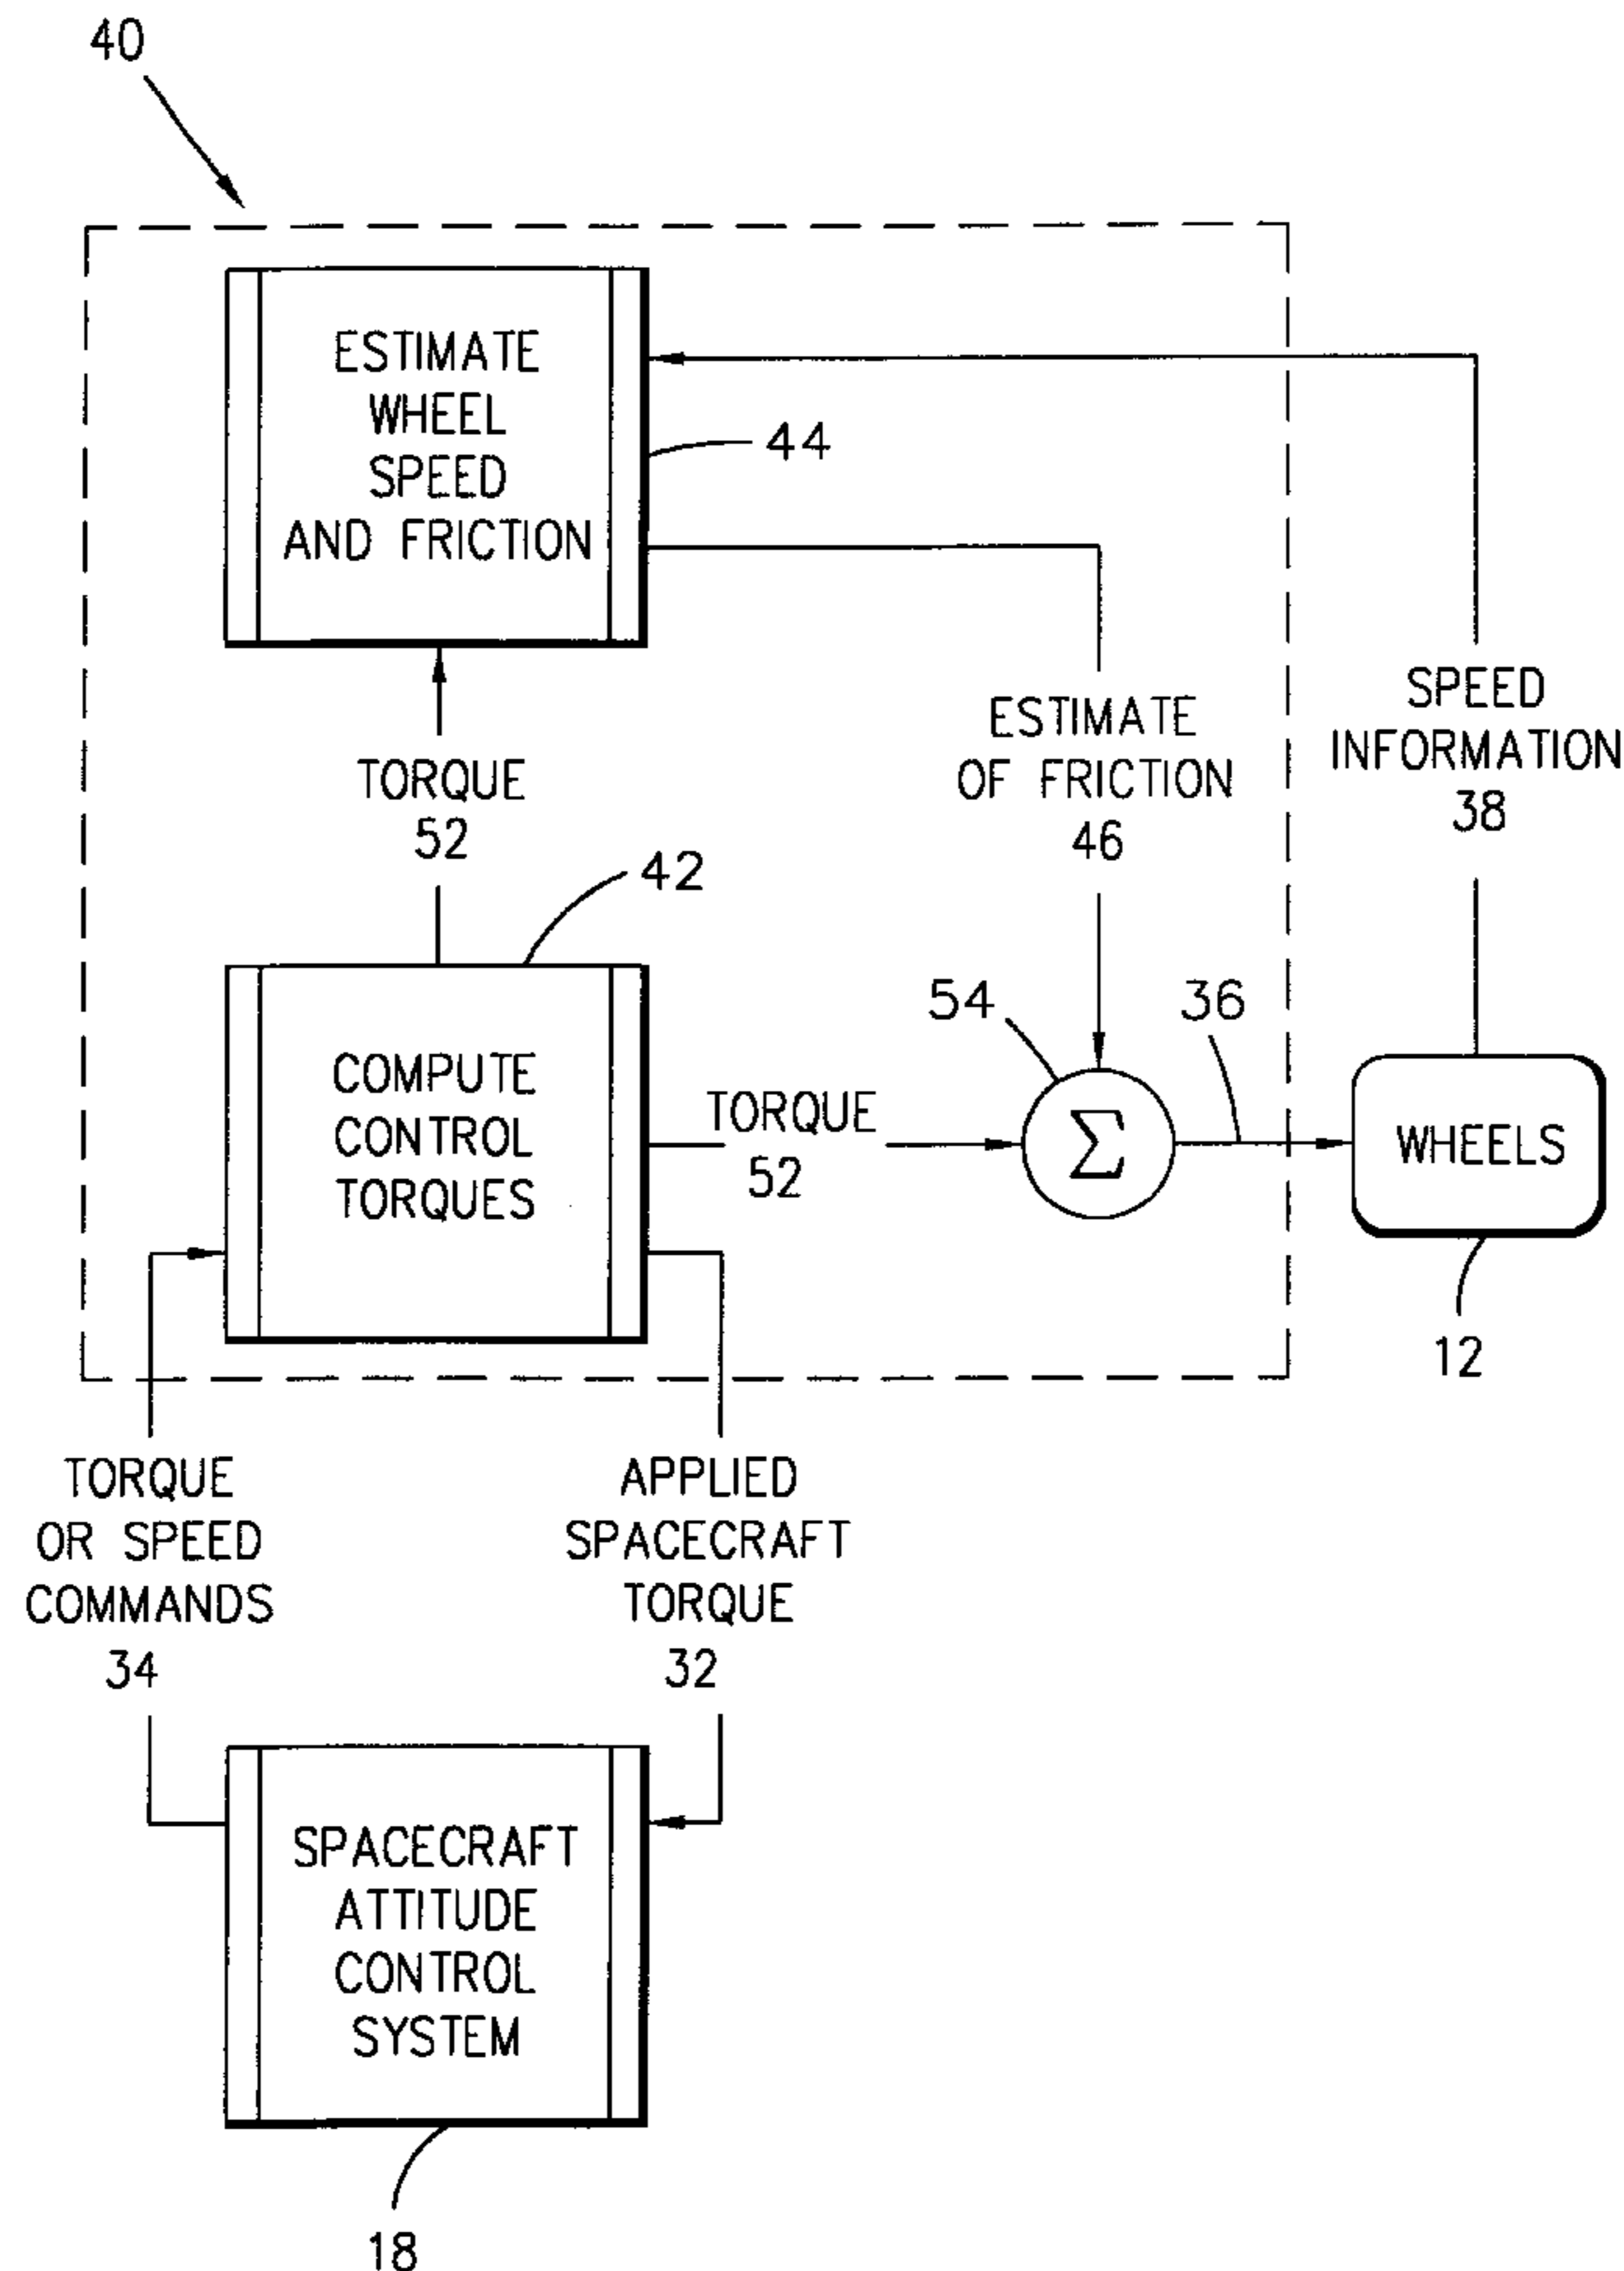 40
ESTIMATE
WHEEL
SPEED
AND FRICTION
44
TORQUE
52
ESTIMATE
OF FRICTION
46
SPEED
INFORMATION
38
42
COMPUTE
CONTROL
TORQUES
TORQUE
52
54
Σ
36
WHEELS
12
TORQUE
OR SPEED
COMMANDS
34
APPLIED
SPACECRAFT
TORQUE
32
SPACECRAFT
ATTITUDE
CONTROL
SYSTEM
18